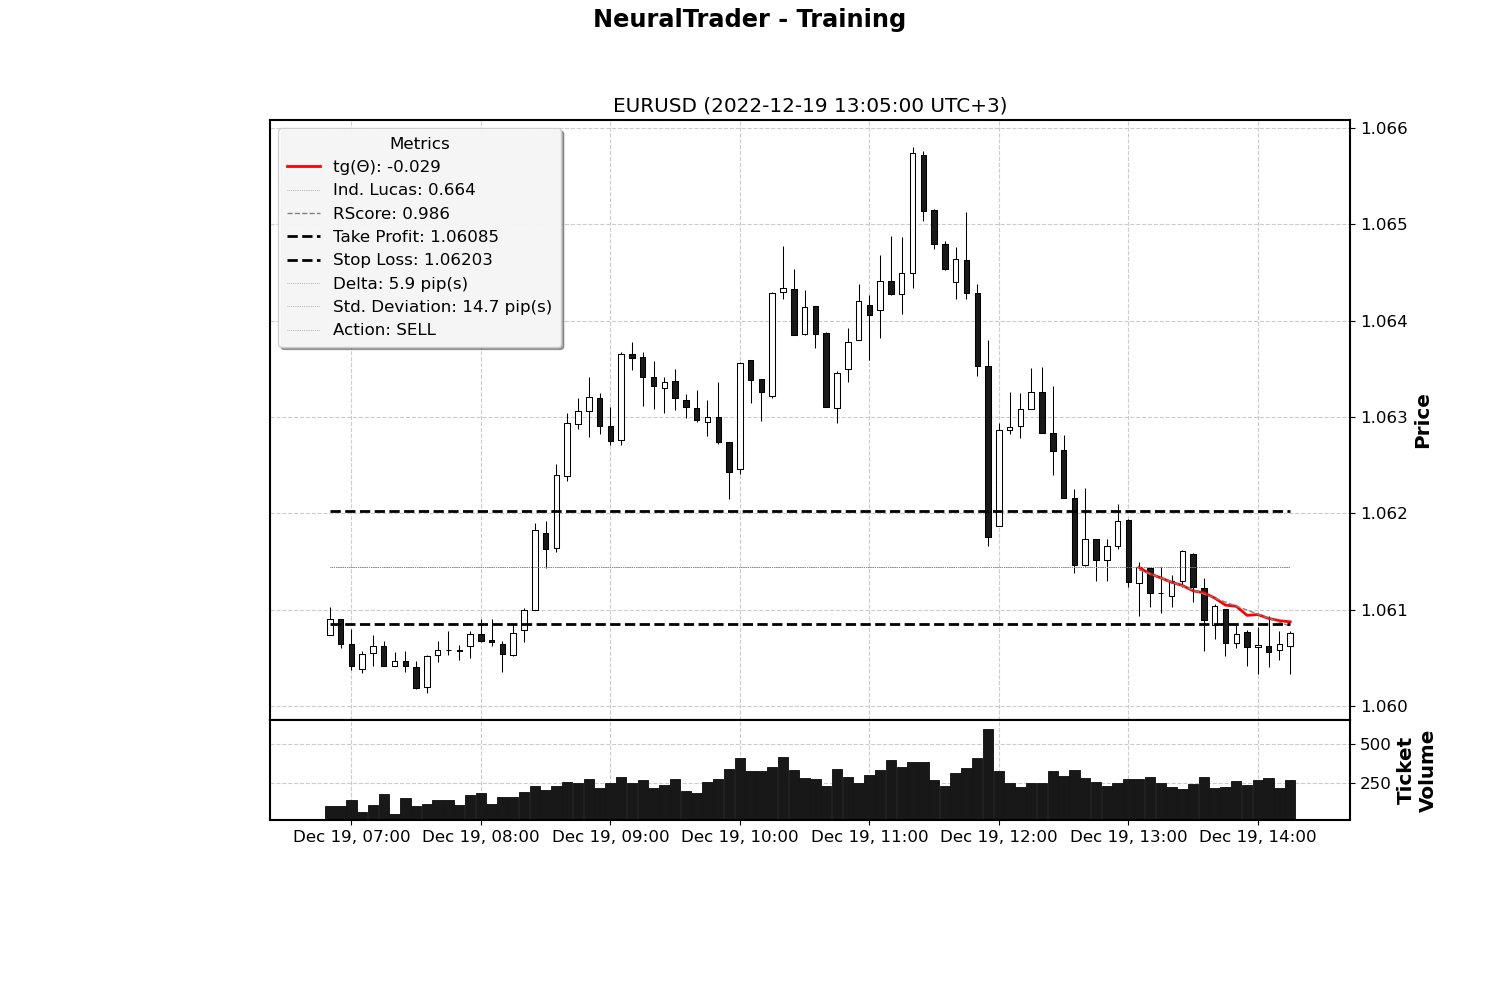 NeuralTrader - Training
EURUSD (2022-12-19 13:05:00 UTC+3)
Metrics
tg(Θ): -0.029
Ind. Lucas: 0.664
RScore: 0.986
Take Profit: 1.06085
Stop Loss: 1.06203
Delta: 5.9 pip(s)
Std. Deviation: 14.7 pip(s)
Action: SELL
1.066
1.065
1.064
1.063
1.062
1.061
1.060
Price
500
250
Ticket
Volume
Dec 19, 07:00 Dec 19, 08:00 Dec 19, 09:00 Dec 19, 10:00 Dec 19, 11:00 Dec 19, 12:00 Dec 19, 13:00 Dec 19, 14:00